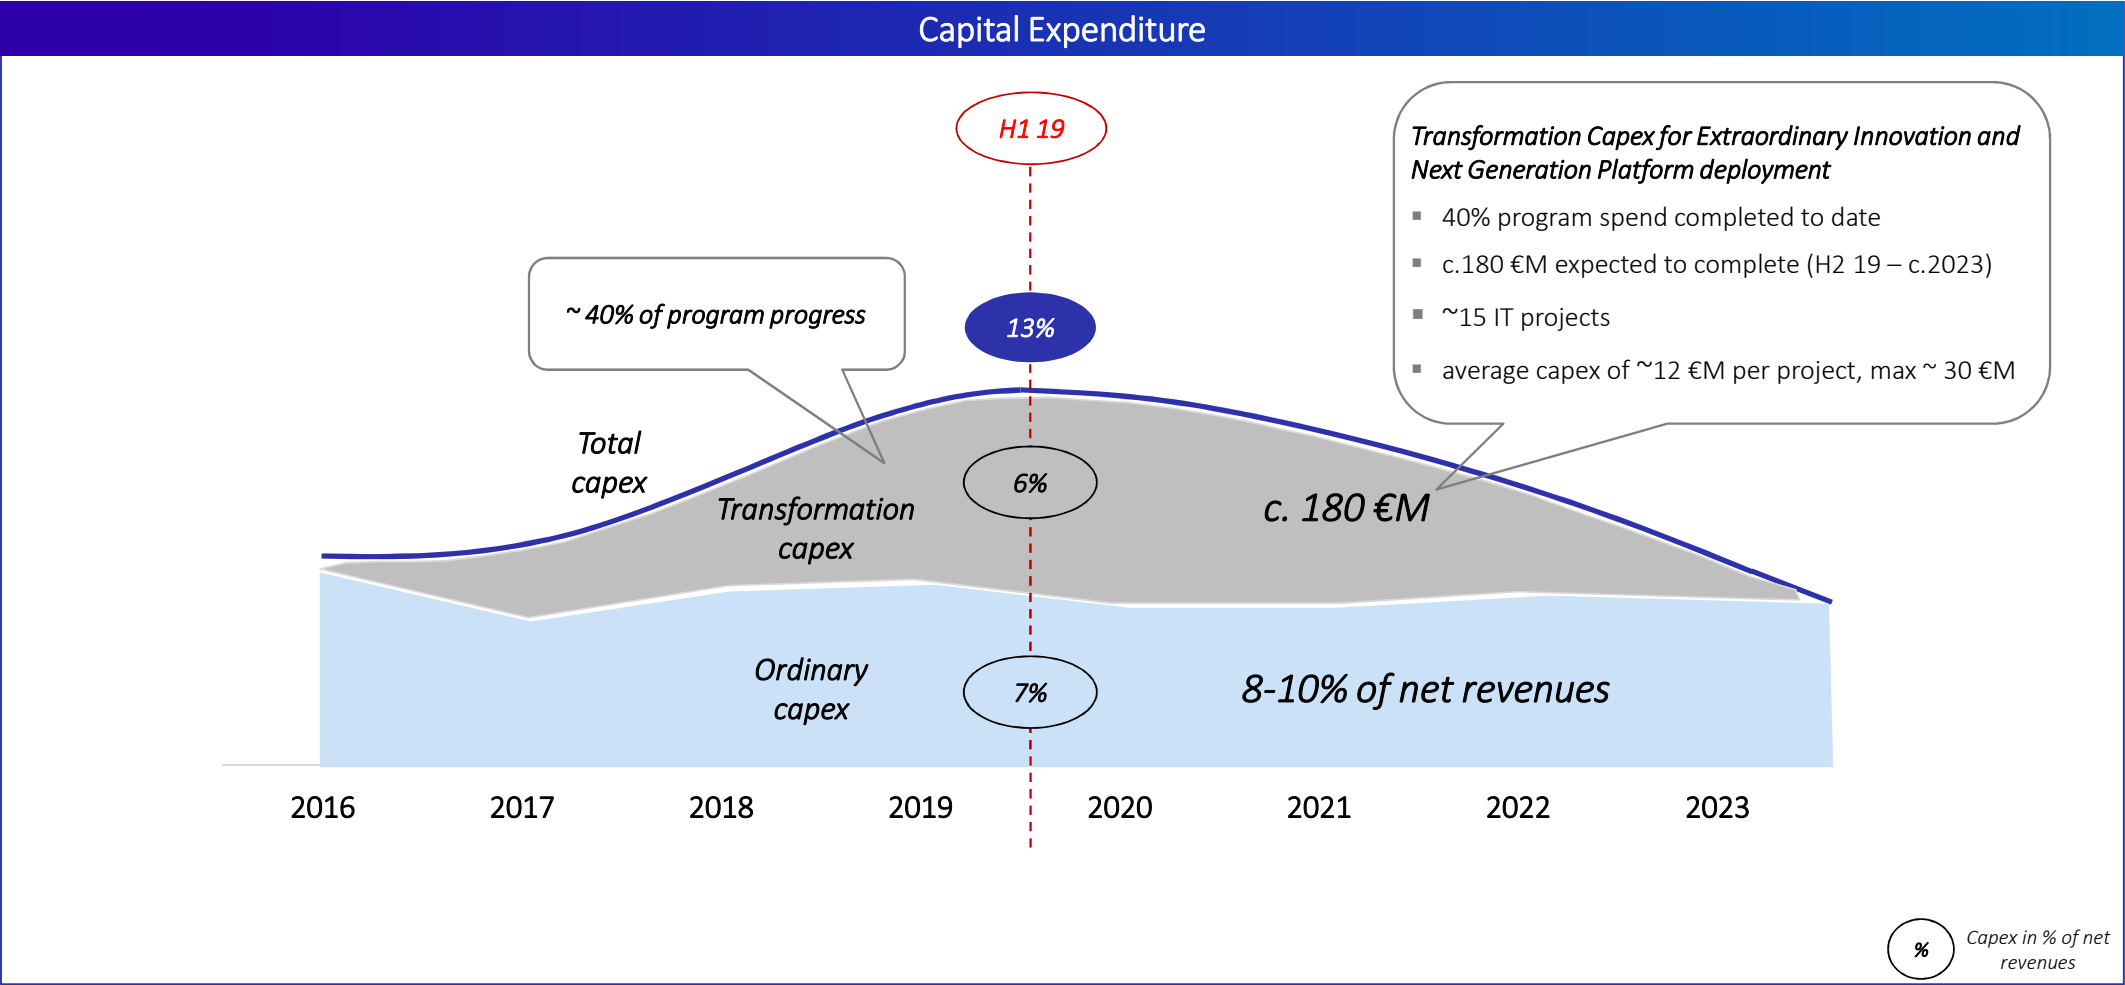 Capital Expenditure
H1 19
Transformation Capex for Extraordinary Innovation and
Next Generation Platform deployment
▪ 40% program spend completed to date
▪ c.180 €M expected to complete (H2 19 – c.2023)
▪ ~15 IT projects
▪ average capex of ~12 €M per project, max ~ 30 €M
~ 40% of program progress
13%
Total
capex
6%
Transformation
capex
c. 180 €M
Ordinary
capex
7%
8-10% of net revenues
2016 2017 2018 2019 2020 2021 2022 2023
%
Capex in % of net
revenues